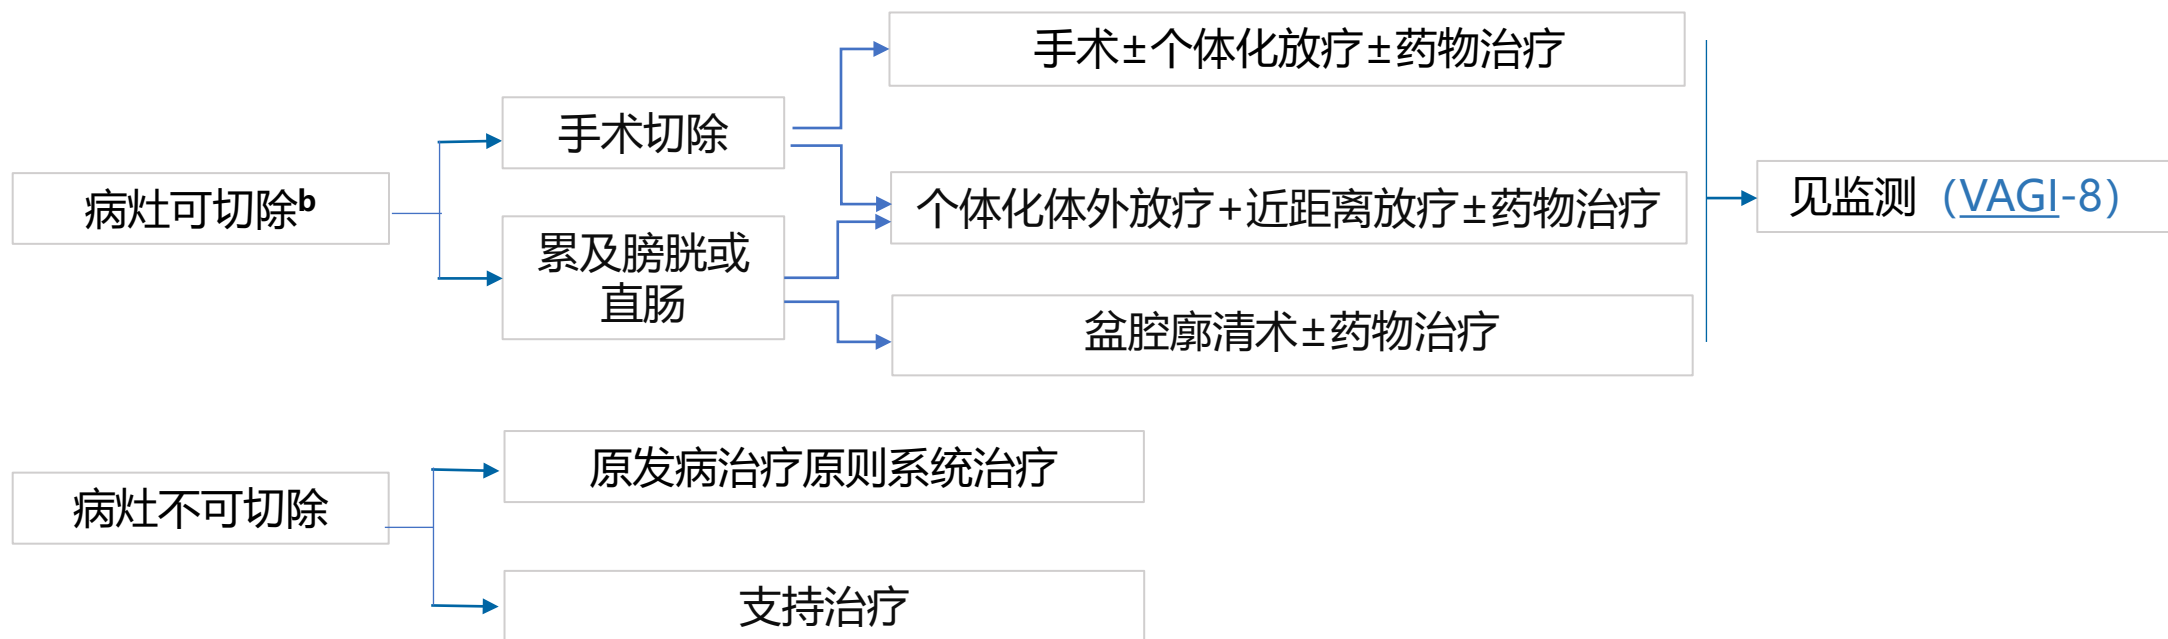 手术±个体化放疗±药物治疗
手术切除
病灶可切除b
个体化体外放疗+近距离放疗±药物治疗
见监测（VAGI-8）
累及膀胱或
直肠
盆腔廓清术±药物治疗
原发病治疗原则系统治疗
病灶不可切除
支持治疗